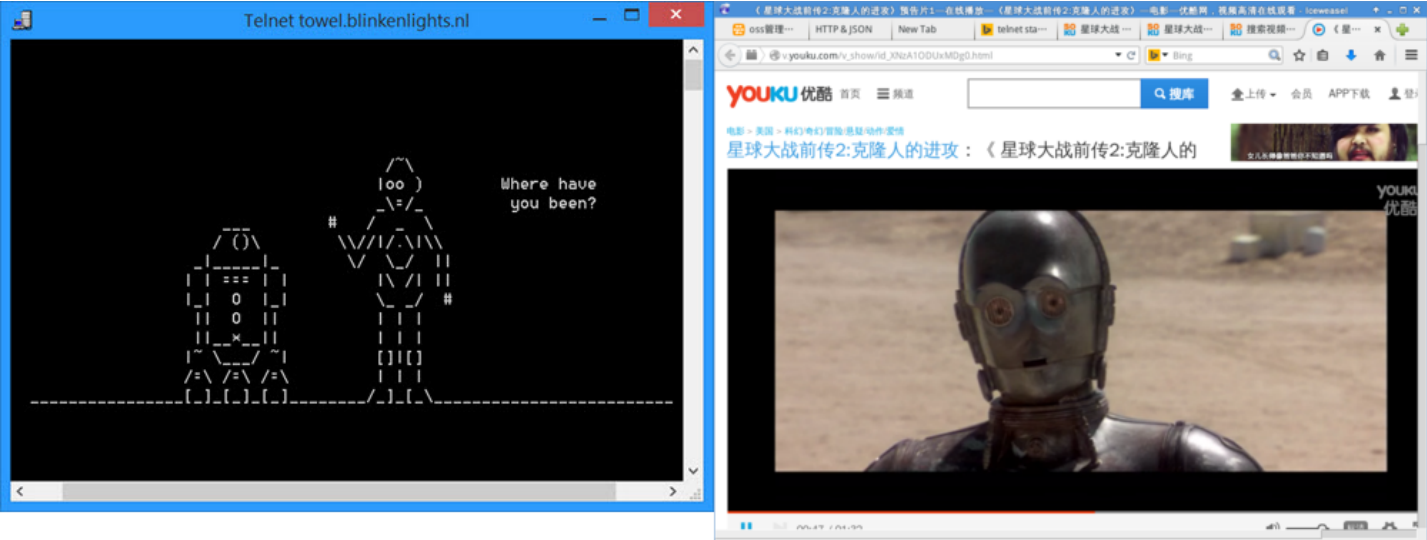 Telnet towel.blinkenlights.nl
Where have
you been?
《星球大战前传2:克隆人的进攻》预告片1—在线播放—《星球大战前传2:克隆人的进攻》—电影—优酷网，视频高清在线观看 - Iceweasel
oss管理… HTTP & JSON New Tab telnet sta… 星球大战 … 星球大战… 搜索视频… 《 星…
v.youku.com/v_show/id_XNzA1ODUxMDg0.html Bing
YOUKU 优酷 首页 频道 搜库 上传 会员 APP下载
电影 > 美国 > 科幻/奇幻/冒险/悬疑/动作/爱情
星球大战前传2:克隆人的进攻：《 星球大战前传2:克隆人的
YOUKU
优酷
00:47 / 01:32